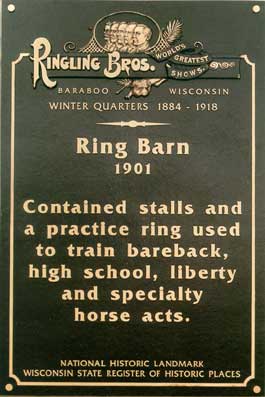 RINGLING BROS.
WORLD'S
GREATEST
SHOWS.
BARABOO WISCONSIN
WINTER QUARTERS 1884 - 1918
Ring Barn
1901
Contained stalls and
a practice ring used
to train bareback,
high school, liberty
and specialty
horse acts.
NATIONAL HISTORIC LANDMARK
WISCONSIN STATE REGISTER OF HISTORIC PLACES